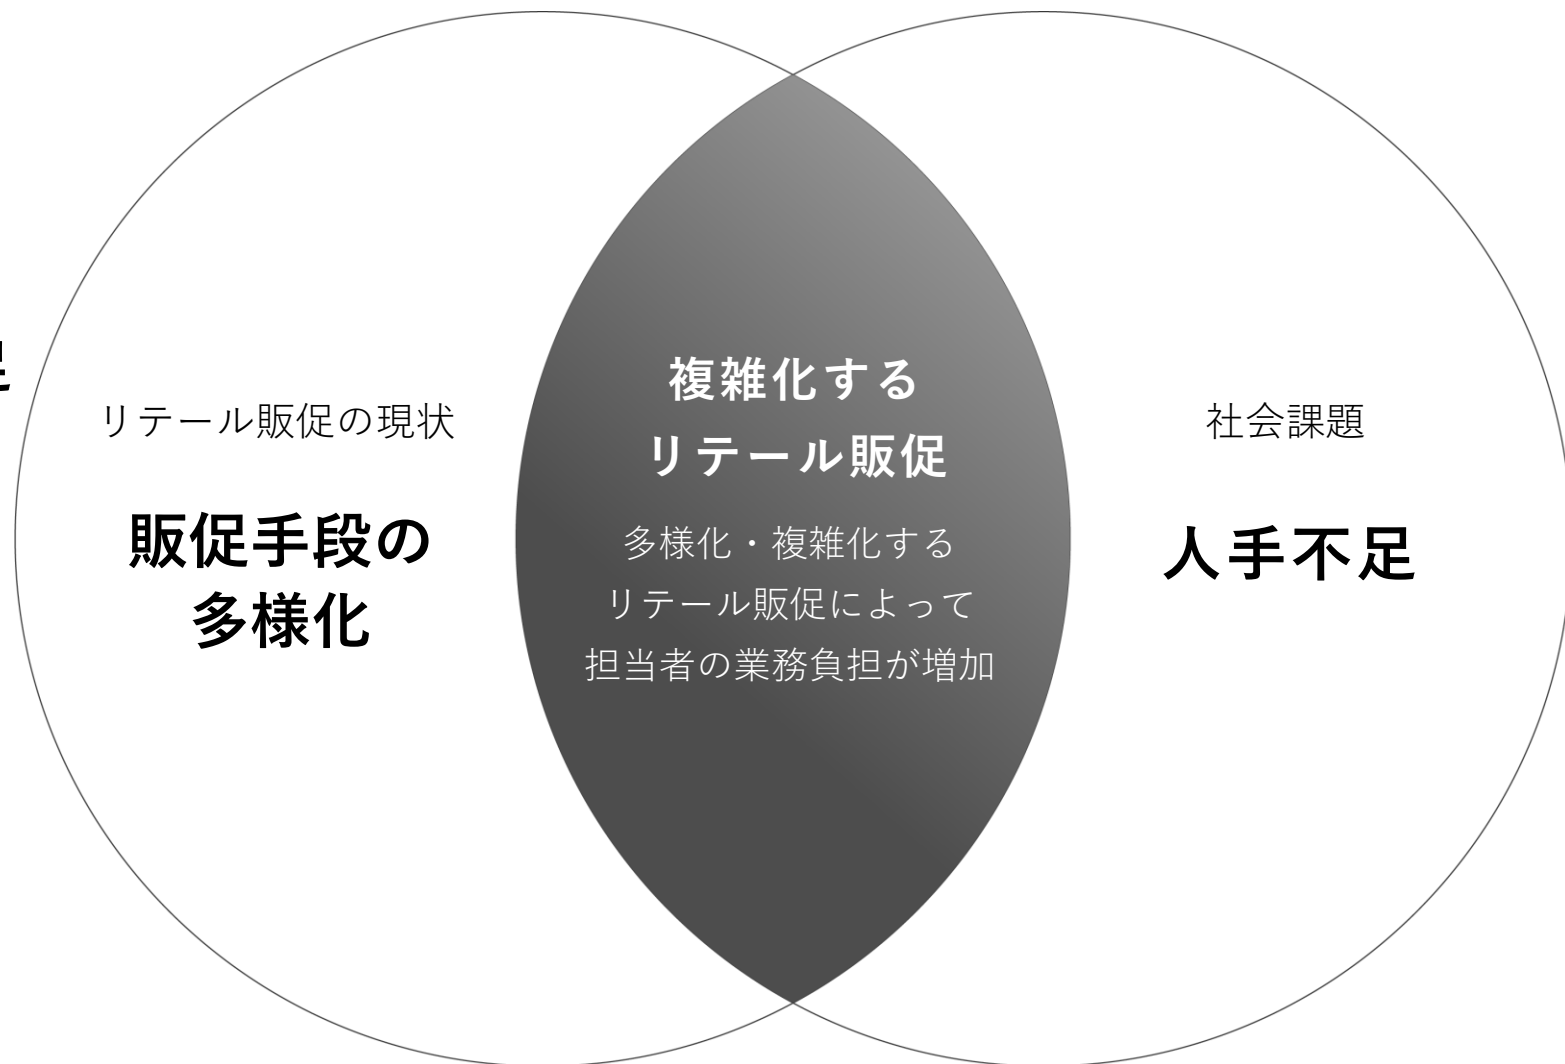 リテール販促の現状
販促手段の
多様化
複雑化する
リテール販促
多様化・複雑化する
リテール販促によって
担当者の業務負担が増加
社会課題
人手不足